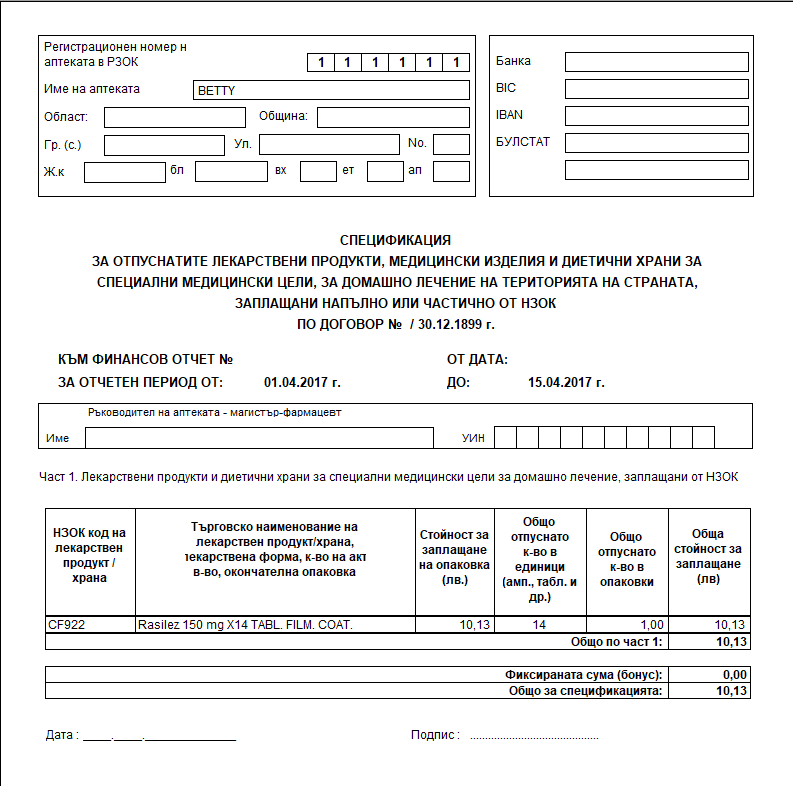 Регистрационен номер н
аптеката в РЗОК
1 1 1 1 1 1
Име на аптеката BETTY
Област: Община:
Гр. (с.) Ул. No.
Ж.к бл вх ет ап
Банка
BIC
IBAN
БУЛСТАТ
СПЕЦИФИКАЦИЯ
ЗА ОТПУСНАТИТЕ ЛЕКАРСТВЕНИ ПРОДУКТИ, МЕДИЦИНСКИ ИЗДЕЛИЯ И ДИЕТИЧНИ ХРАНИ ЗА
СПЕЦИАЛНИ МЕДИЦИНСКИ ЦЕЛИ, ЗА ДОМАШНО ЛЕЧЕНИЕ НА ТЕРИТОРИЯТА НА СТРАНАТА,
ЗАПЛАЩАНИ НАПЪЛНО ИЛИ ЧАСТИЧНО ОТ НЗОК
ПО ДОГОВОР № / 30.12.1899 г.
КЪМ ФИНАНСОВ ОТЧЕТ № ОТ ДАТА:
ЗА ОТЧЕТЕН ПЕРИОД ОТ: 01.04.2017 г. ДО: 15.04.2017 г.
Ръководител на аптеката - магистър-фармацевт
Име УИН
Част 1. Лекарствени продукти и диетични храни за специални медицински цели за домашно лечение, заплащани от НЗОК
НЗОК код на
лекарствен
продукт /
храна
Търговско наименование на
лекарствен продукт/храна,
лекарствена форма, к-во на акт
в-во, окончателна опаковка
Стойност за
заплащане
на опаковка
(лв.)
Общо
отпуснато
к-во в
единици
(амп., табл. и
др.)
Общо
отпуснато
к-во в
опаковки
Обща
стойност за
заплащане
(лв)
CF922 Rasilez 150 mg X14 TABL. FILM. COAT. 10,13 14 1,00 10,13
Общо по част 1: 10,13
Фиксираната сума (бонус): 0,00
Общо за спецификацията: 10,13
Дата : ____.____.______________ Подпис : ...........................................